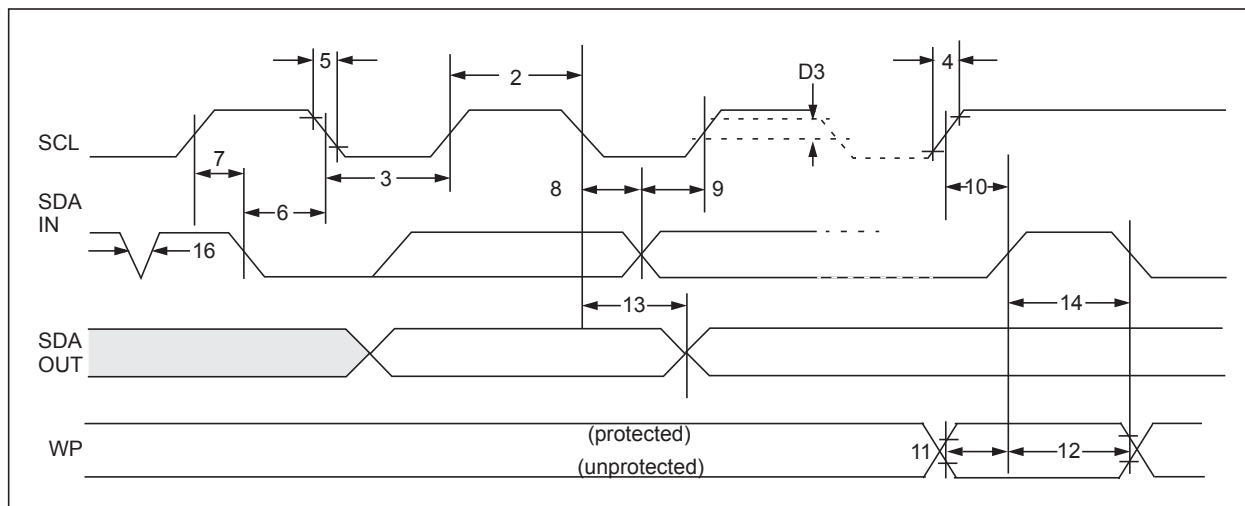 5
2
D3
4
SCL
7
3
8
9
10
SDA
IN
6
16
13
14
SDA
OUT
WP
(protected)
(unprotected)
11
12